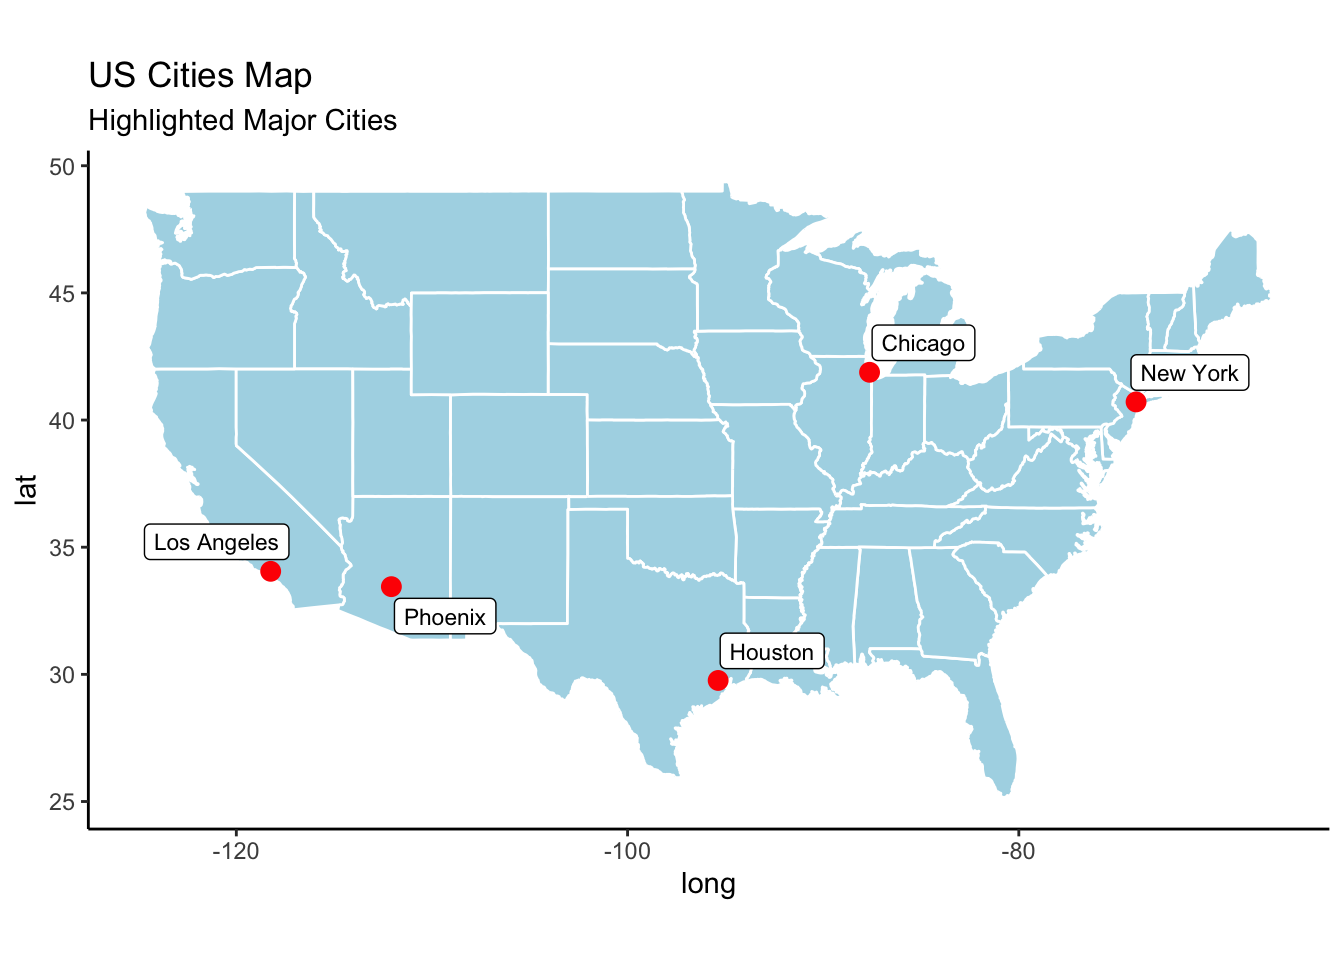 US Cities Map
Highlighted Major Cities
50
45
40
35
30
25
lat
Chicago
New York
Los Angeles
Phoenix
Houston
-120
-100
-80
long